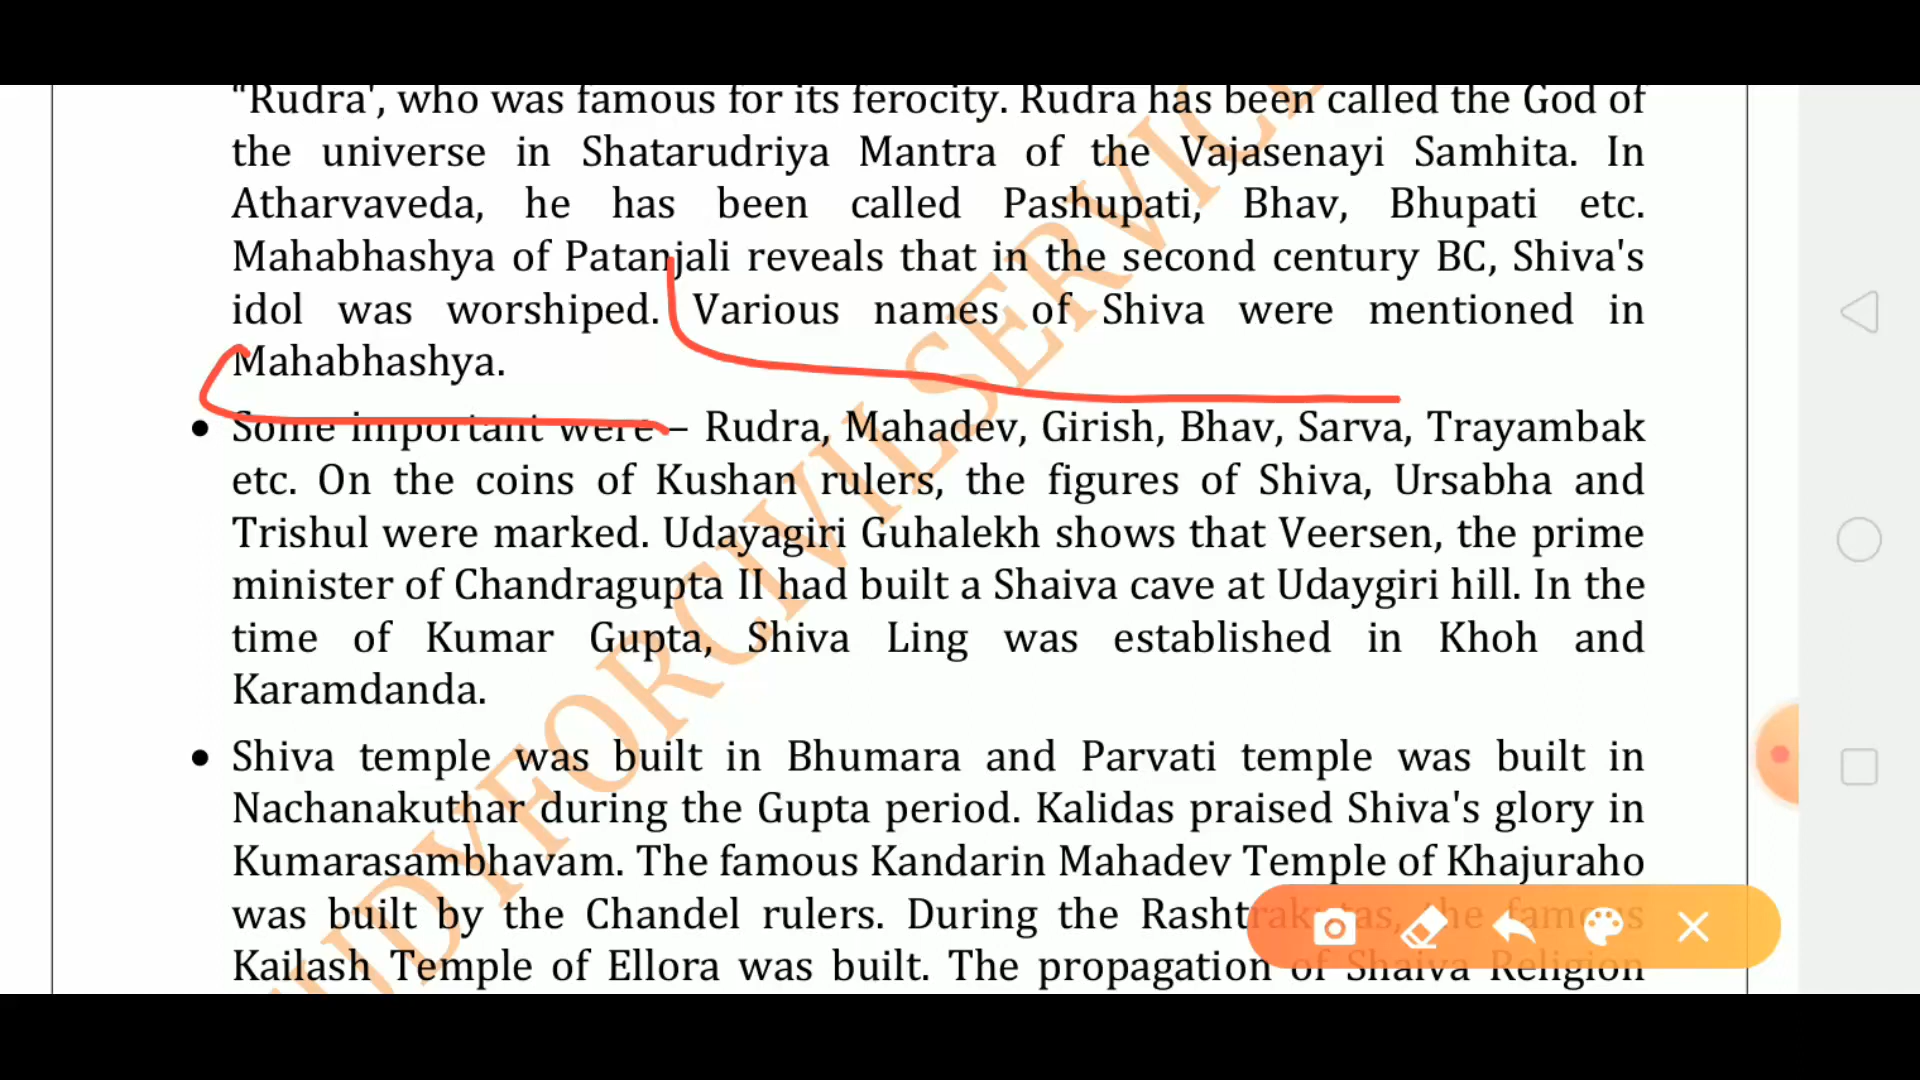 “Rudra', who was famous for its ferocity. Rudra has been called the God of
the universe in Shatarudriya Mantra of the Vajasenayi Samhita. In
Atharvaveda, he has been called Pashupati, Bhav, Bhupati etc.
Mahabhashya of Patanjali reveals that in the second century BC, Shiva's
idol was worshiped. Various names of Shiva were mentioned in
Mahabhashya.
● Some important were – Rudra, Mahadev, Girish, Bhav, Sarva, Trayambak
etc. On the coins of Kushan rulers, the figures of Shiva, Ursabha and
Trishul were marked. Udayagiri Guhalekh shows that Veersen, the prime
minister of Chandragupta II had built a Shaiva cave at Udaygiri hill. In the
time of Kumar Gupta, Shiva Ling was established in Khoh and
Karamdanda.
● Shiva temple was built in Bhumara and Parvati temple was built in
Nachanakuthar during the Gupta period. Kalidas praised Shiva's glory in
Kumarasambhavam. The famous Kandarin Mahadev Temple of Khajuraho
was built by the Chandel rulers. During the Rashtrakutas, the famous
Kailash Temple of Ellora was built. The propagation of Shaiva Religion
UDYFORCIVILSERVIC